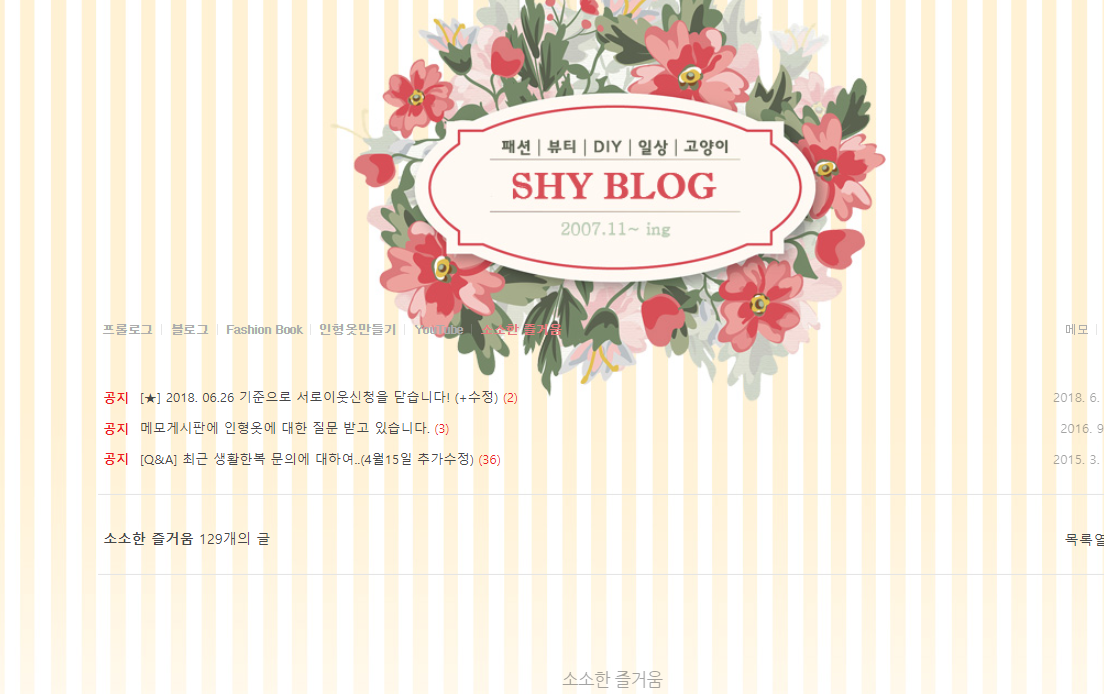 패션 | 뷰티 | DIY | 일상 | 고양이
SHY BLOG
2007.11~ ing
프롤로그 | 블로그 | Fashion Book | 인형옷만들기 | YouTube | 소소한 즐거움 메모 |
공지 [★] 2018. 06.26 기준으로 서로이웃신청을 닫습니다! (+수정) (2) 2018. 6.
공지 메모게시판에 인형옷에 대한 질문 받고 있습니다. (3) 2016. 9
공지 [Q&A] 최근 생활한복 문의에 대하여..(4월15일 추가수정) (36) 2015. 3.
소소한 즐거움 129개의 글 목록열
소소한 즐거움